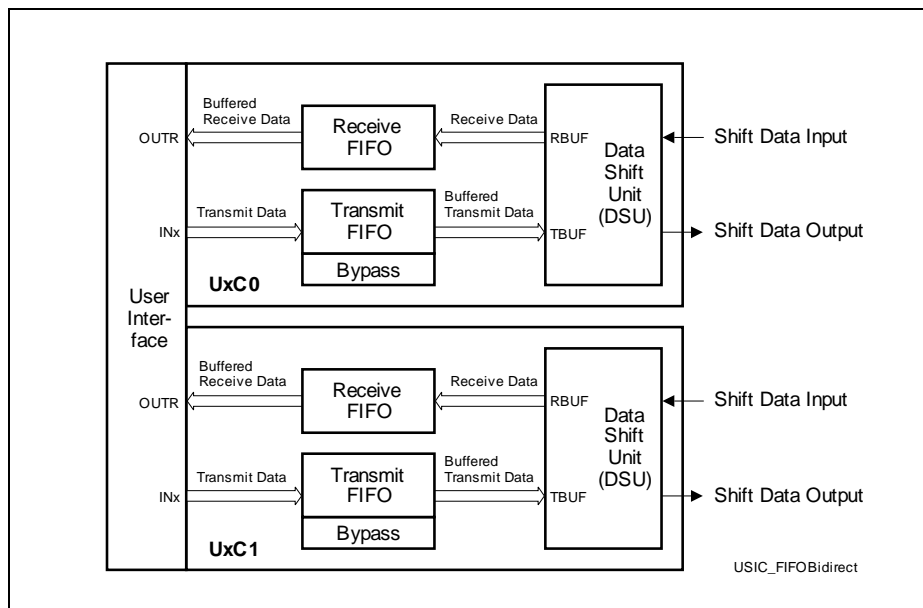 Buffered
Receive Data
OUTR
Receive
FIFO
Receive Data
RBUF
Data
Shift
Unit
(DSU)
Shift Data Input
INx
Transmit Data
Transmit
FIFO
Bypass
Buffered
Transmit Data
TBUF
Shift Data Output
UxC0
User
Inter-
face
Buffered
Receive Data
OUTR
Receive
FIFO
Receive Data
RBUF
Data
Shift
Unit
(DSU)
Shift Data Input
INx
Transmit Data
Transmit
FIFO
Bypass
Buffered
Transmit Data
TBUF
Shift Data Output
UxC1
USIC_FIFOBidirect